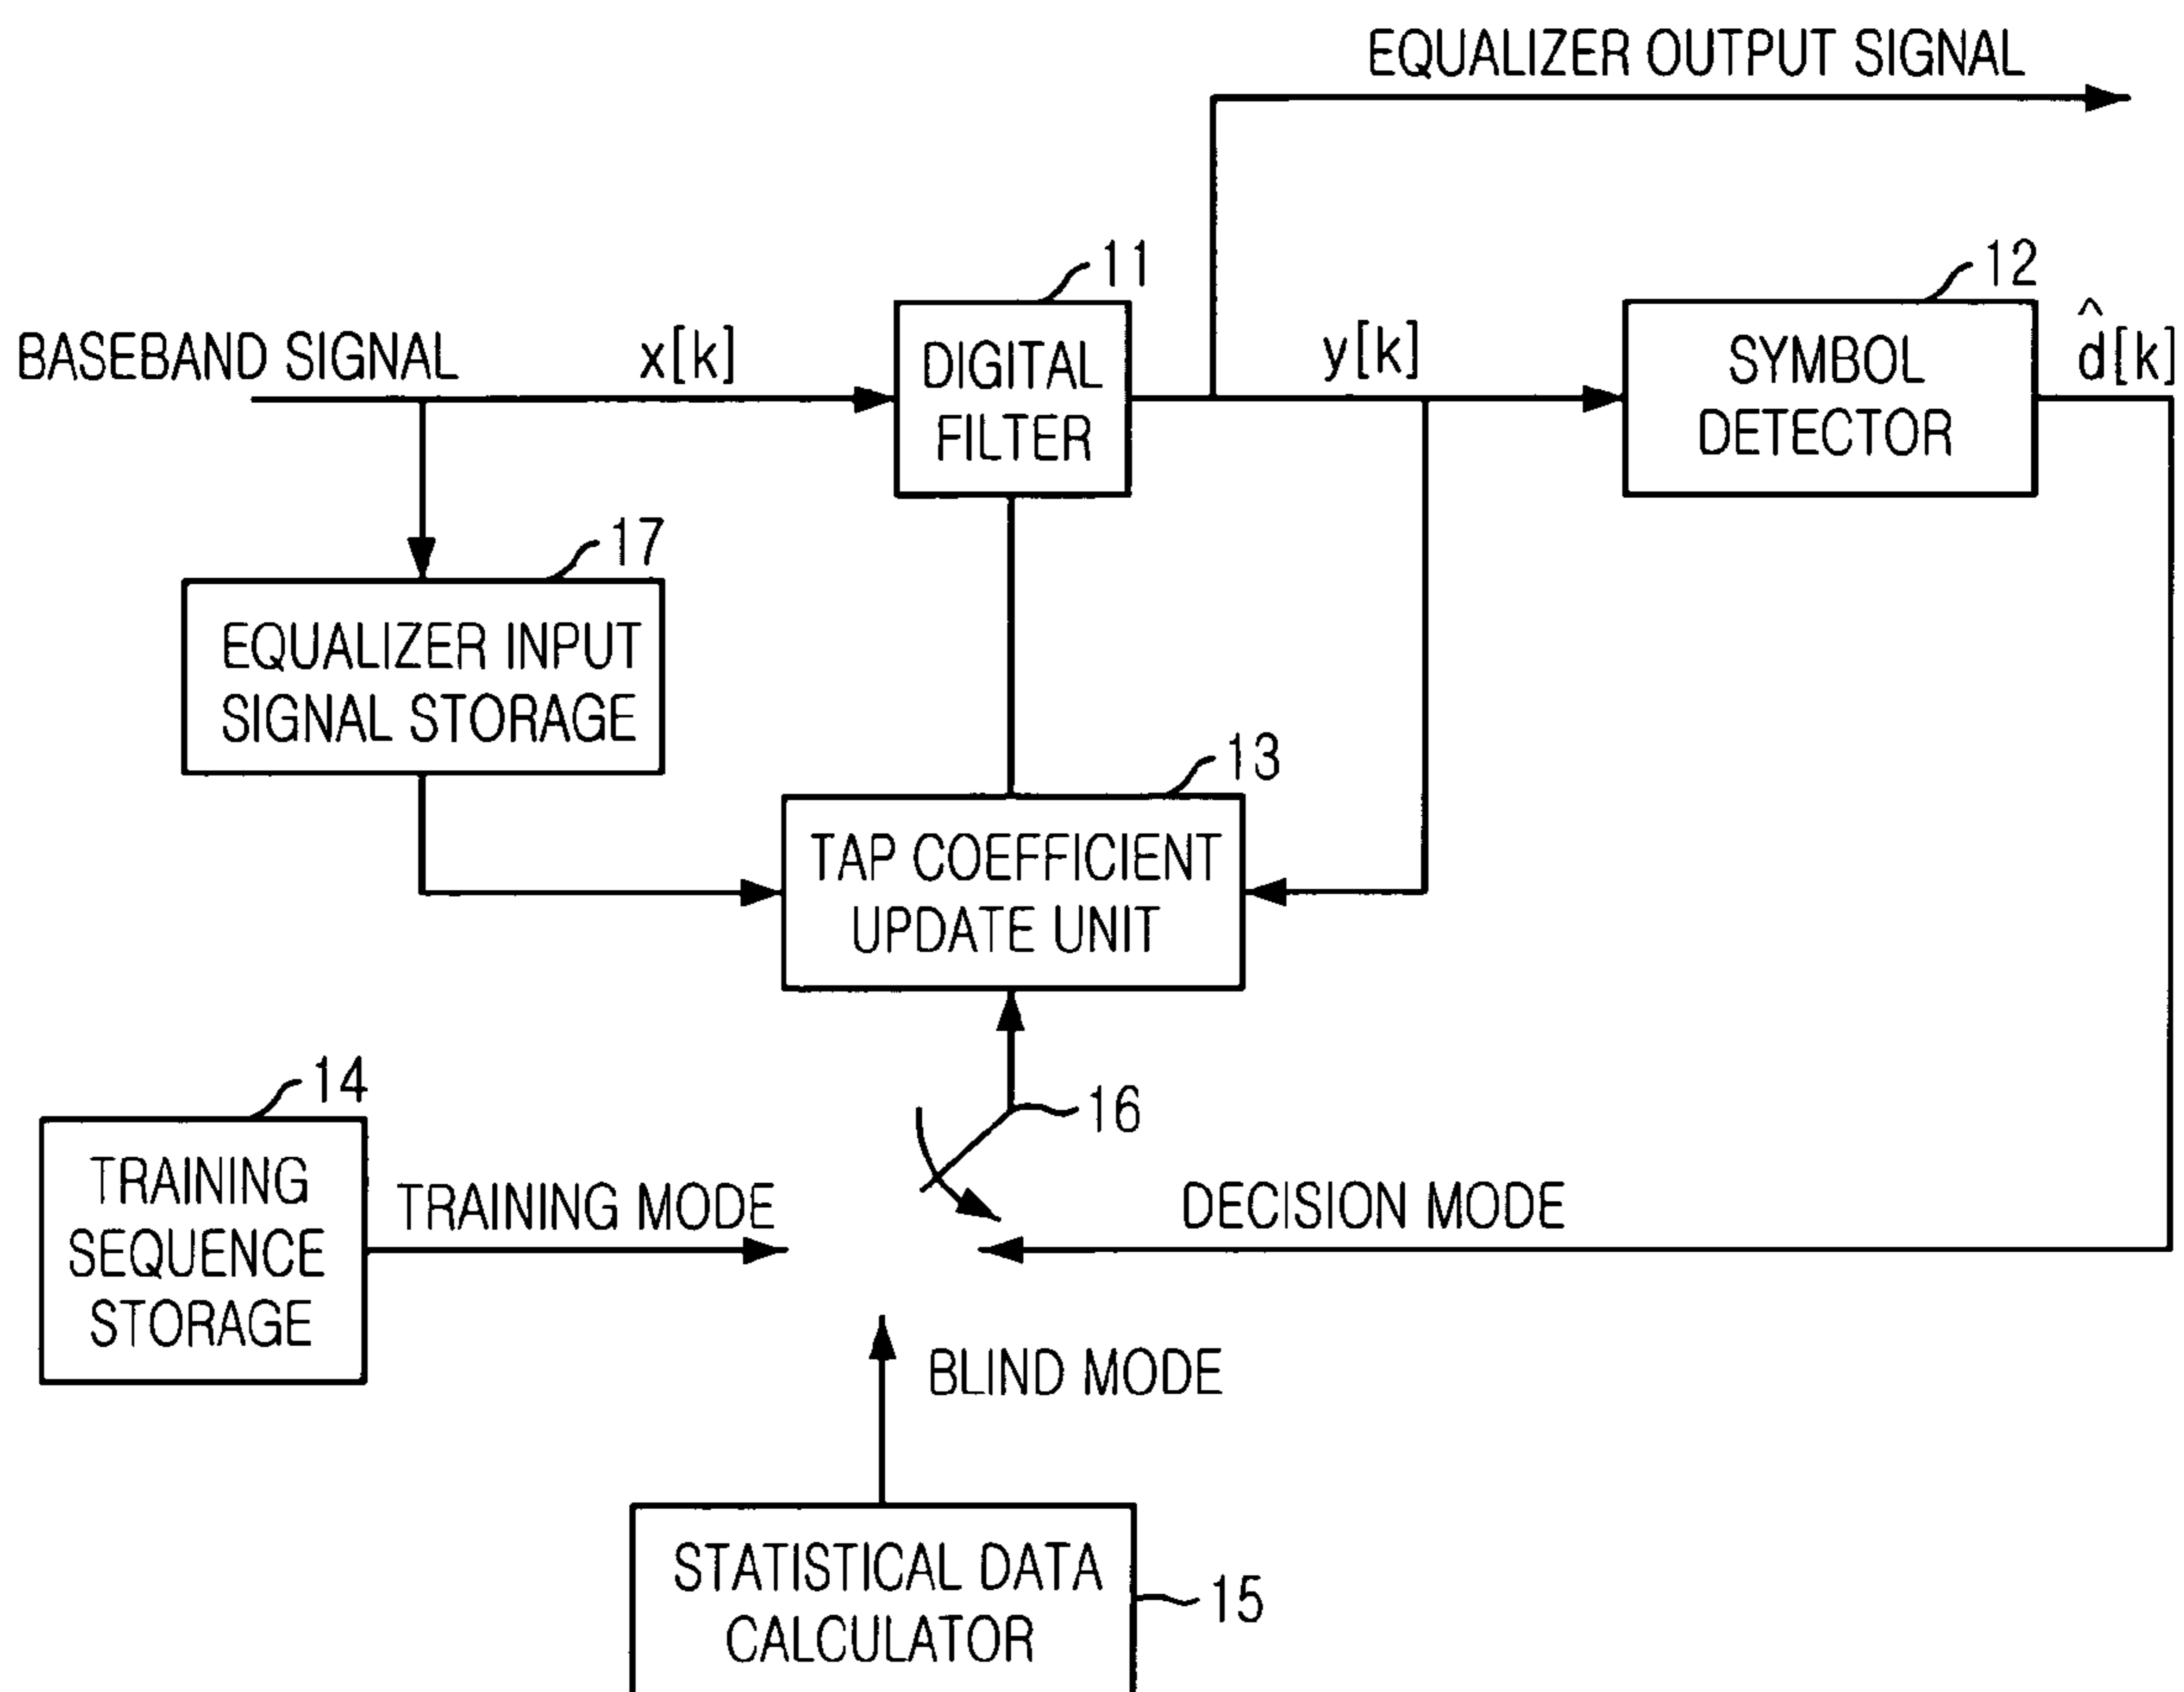 EQUALIZER OUTPUT SIGNAL
11
12
BASEBAND SIGNAL
x[k]
DIGITAL
FILTER
y[k]
SYMBOL
DETECTOR
d̂[k]
17
EQUALIZER INPUT
SIGNAL STORAGE
13
TAP COEFFICIENT
UPDATE UNIT
14
16
TRAINING
SEQUENCE
STORAGE
TRAINING MODE
DECISION MODE
BLIND MODE
STATISTICAL DATA
CALCULATOR
15